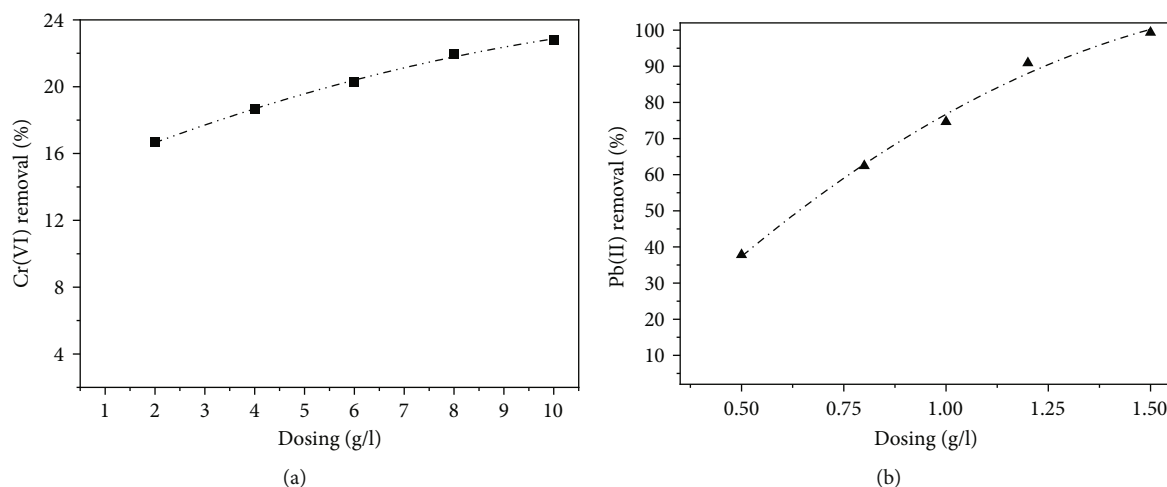 24
20
16
12
8
4
Cr(VI) removal (%)
1 2 3 4 5 6 7 8 9 10
Dosing (g/l)
(a)
100
90
80
70
60
50
40
30
20
10
Pb(II) removal (%)
0.50 0.75 1.00 1.25 1.50
Dosing (g/l)
(b)